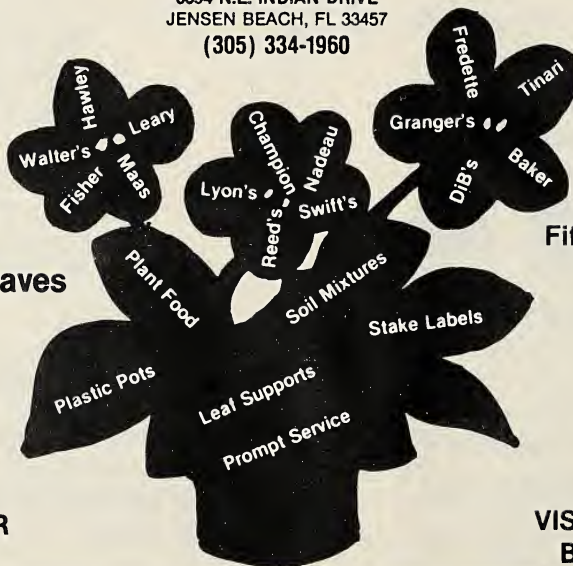 JENSEN BEACH, FL 33457
(305) 334-1960
Hawley
Leary
Walter's
Fisher
Maas
Champion
Nadeau
Lyon's
Reed's
Swift's
Fredette
Tinari
Granger's
DiB's
Baker
aves
Plant Food
Soil Mixtures
Stake Labels
Plastic Pots
Leaf Supports
Prompt Service
R
Fif
VIS
B